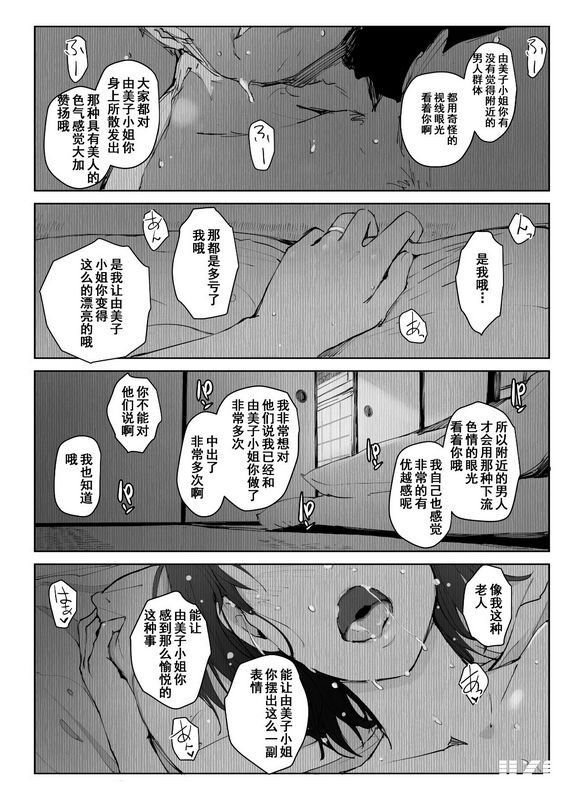 由美子小姐你有
没有觉得附近的
男人群体
都用奇怪的
视线眼光
看着你啊
大家都对
由美子小姐你
身上所散发出
那种具有美人的
色气感觉大加
赞扬哦
ふー
ふー
ふー
ふー
是我哦…
那都是多亏了
我哦
是我让由美子
小姐你变得
这么的漂亮的哦
んっ
あん
所以附近的男人
才会用那种下流
色情的眼光
看着你哦
我自己也感觉
非常的有
优越感呢
我非常想对
他们说我已经和
由美子小姐你做了
非常多次
中出了
非常多次啊
你不能对
他们说啊
我也知道
哦
像我这种
老人
能让由美子小姐
你摆出这么一副
表情
能让
由美子小姐你
感到那么愉悦的
这种事
はぁ
あん